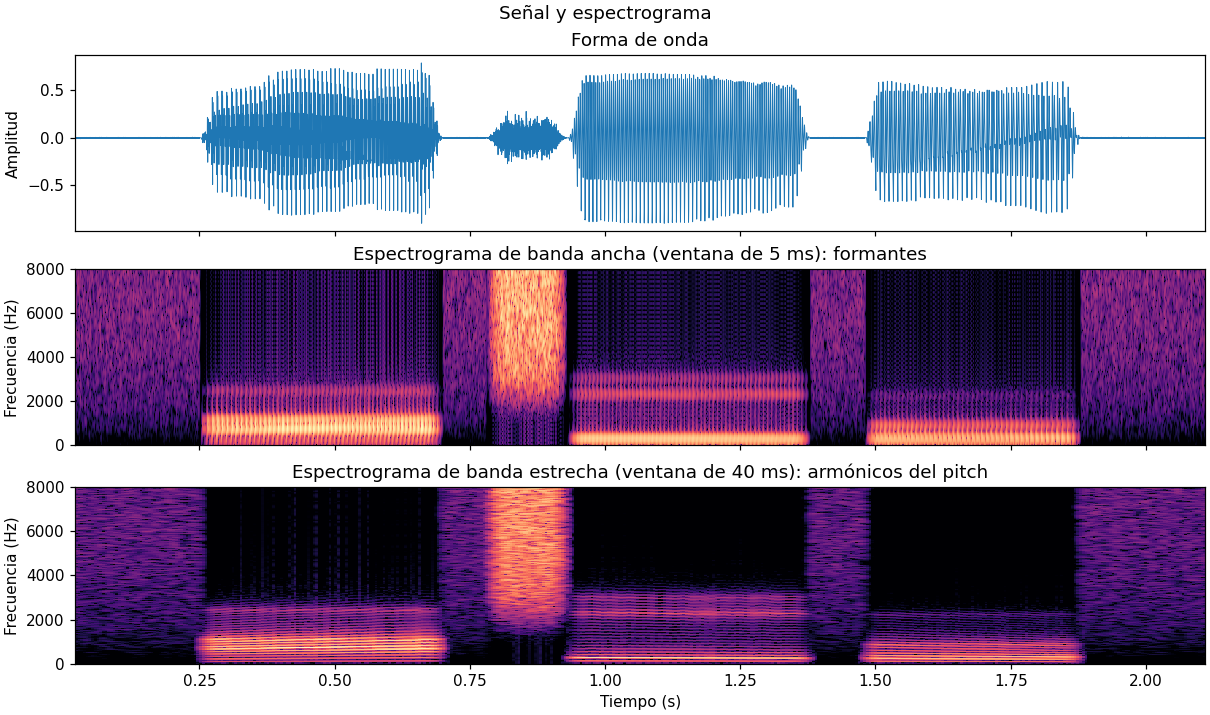 Señal y espectrograma
Forma de onda
Amplitud
0.5
0.0
−0.5
Espectrograma de banda ancha (ventana de 5 ms): formantes
Frecuencia (Hz)
8000
6000
4000
2000
0
Espectrograma de banda estrecha (ventana de 40 ms): armónicos del pitch
Frecuencia (Hz)
8000
6000
4000
2000
0
0.25 0.50 0.75 1.00 1.25 1.50 1.75 2.00
Tiempo (s)